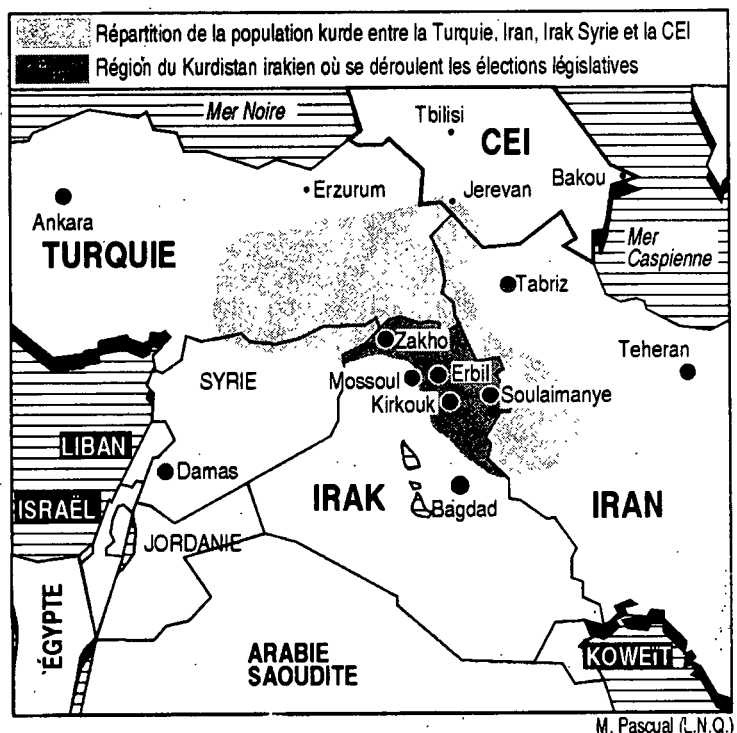 Répartition de la population kurde entre la Turquie, Iran, Irak Syrie et la CEI
Région du Kurdistan irakien où se déroulent les élections législatives
Mer Noire
Tbilisi
CEI
Erzurum
Jerevan
Bakou
Ankara
TURQUIE
Mer
Caspienne
Tabriz
Zakho
Teheran
SYRIE
Mossoul
Erbil
Kirkouk
Soulaimanye
LIBAN
Damas
ISRAËL
IRAK
Bagdad
IRAN
JORDANIE
ÉGYPTE
ARABIE
SAOUDITE
KOWEÏT
M. Pascual (L.N.Q.)